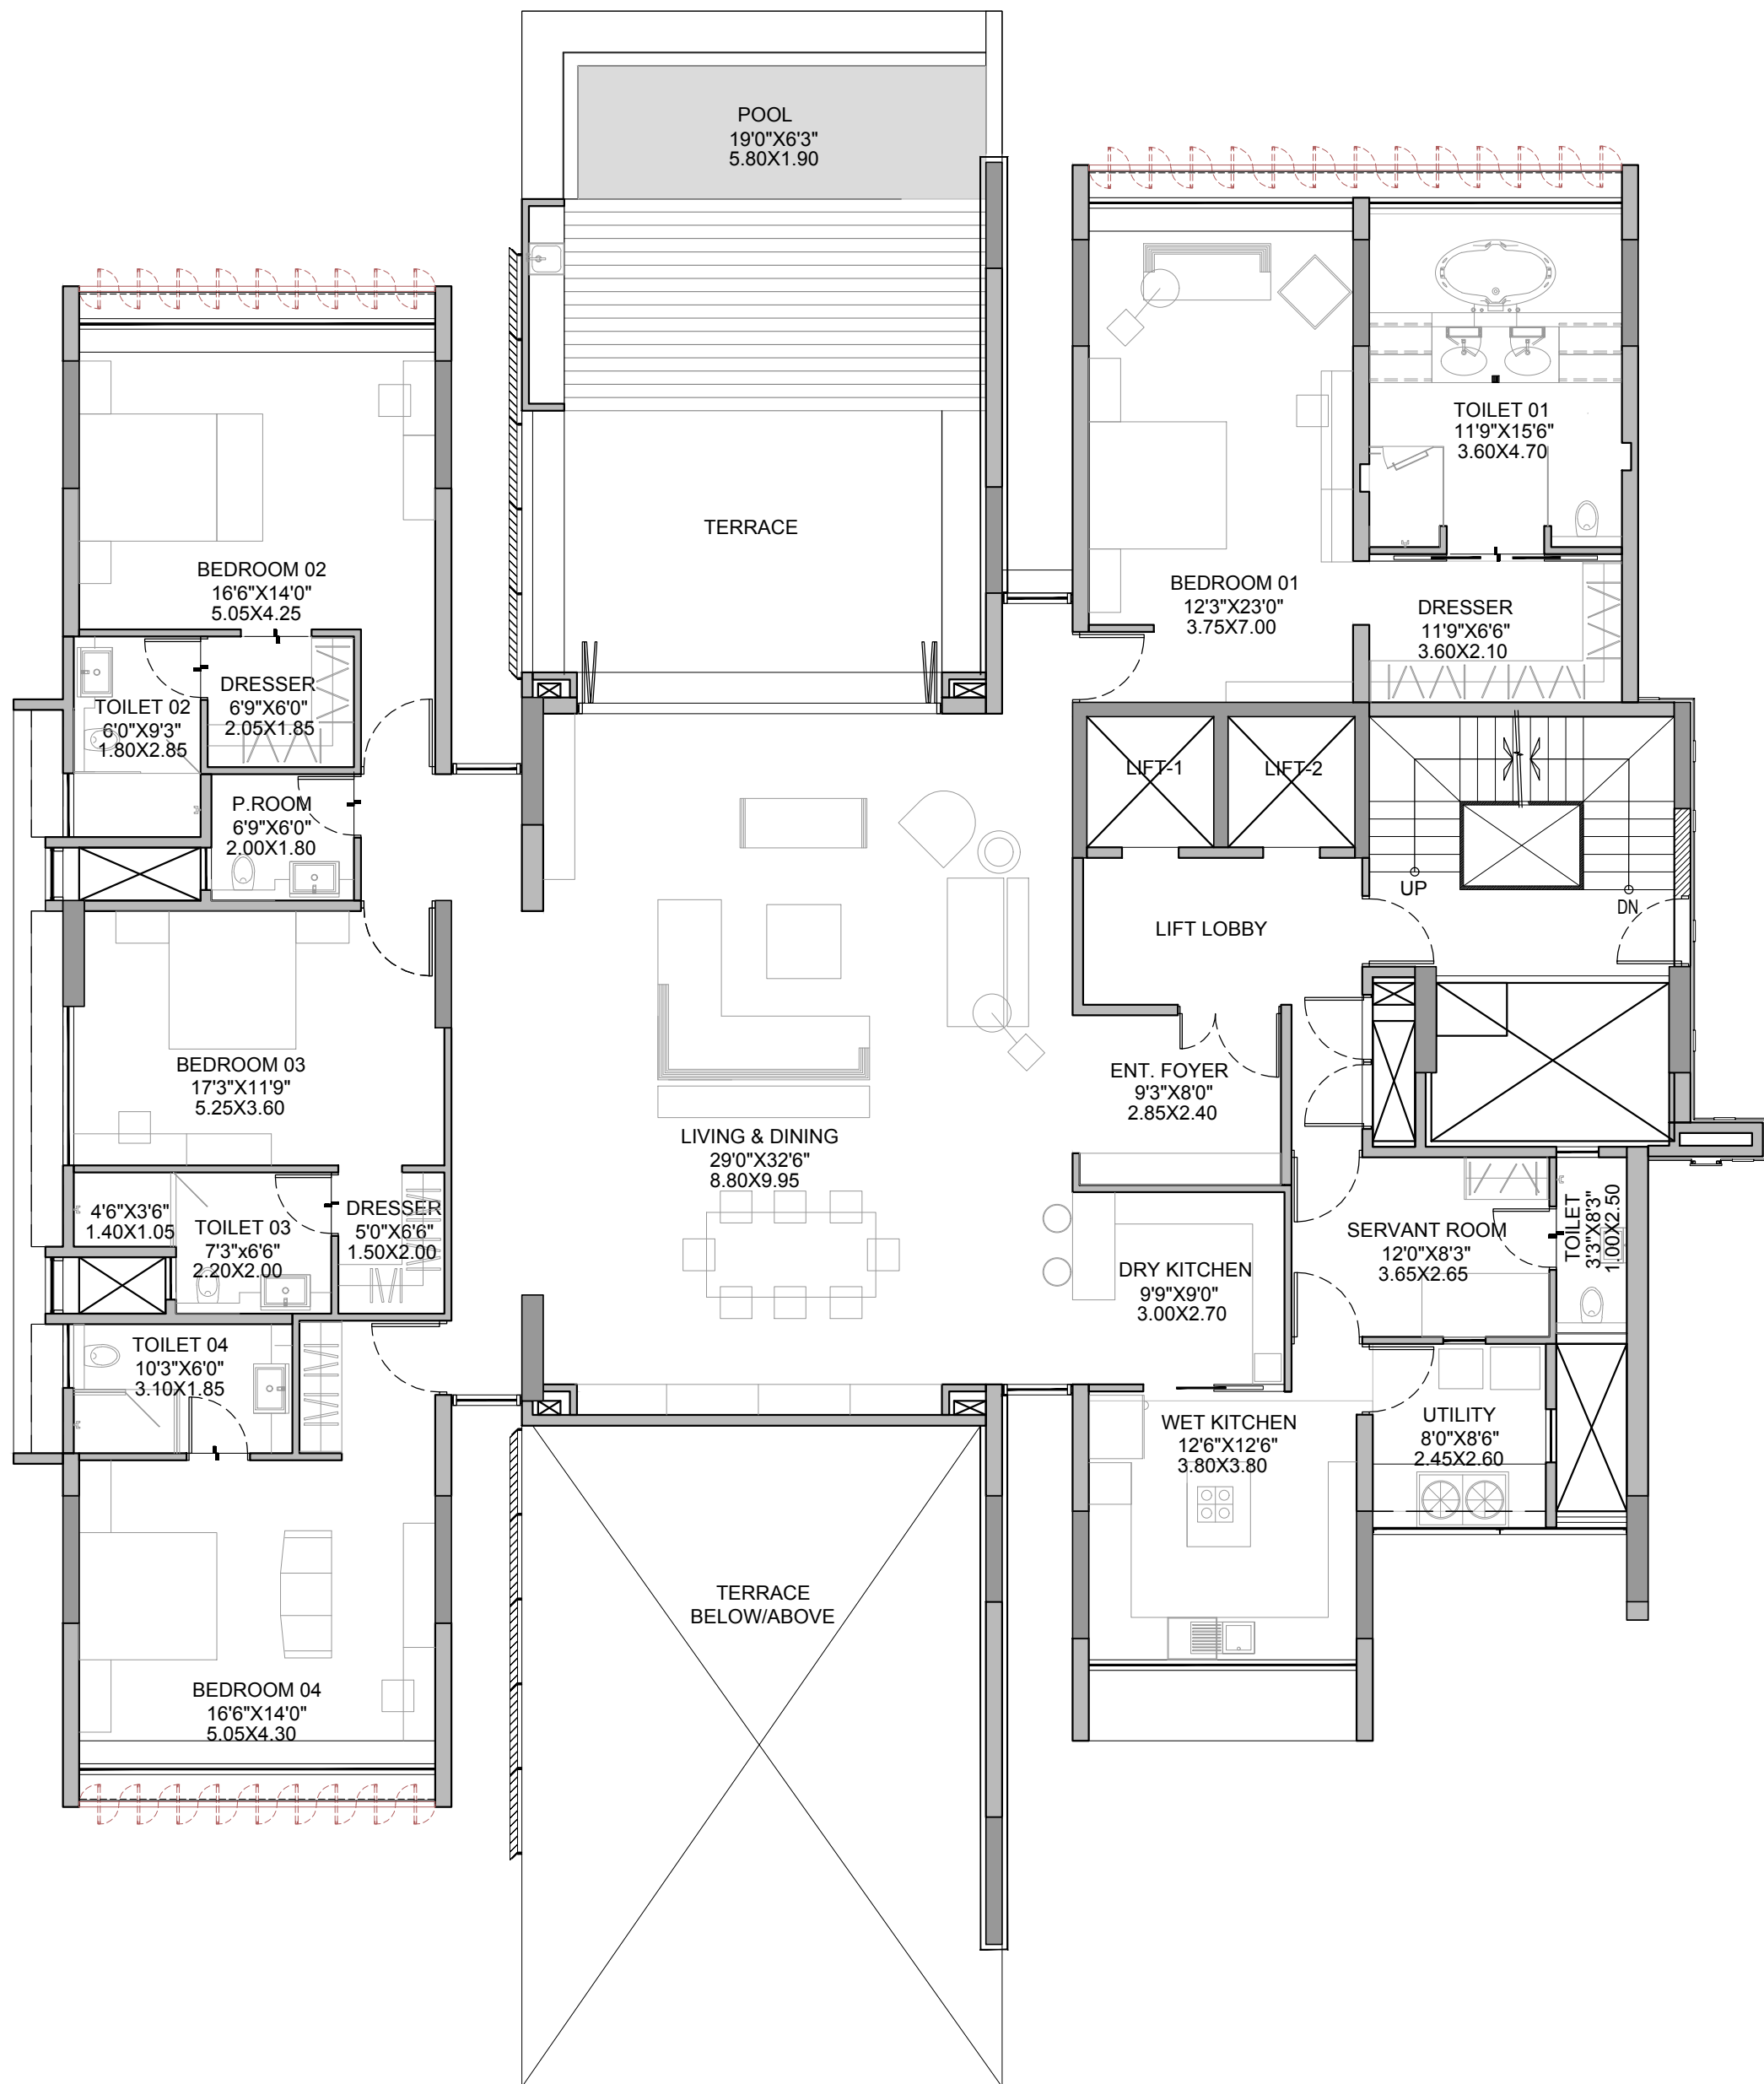 POOL
19'0"X6'3"
5.80X1.90
TERRACE
BEDROOM 02
16'6"X14'0"
5.05X4.25
TOILET 02
6'0"X9'3"
1.80X2.85
DRESSER
6'9"X6'0"
2.05X1.85
P.ROOM
6'9"X6'0"
2.00X1.80
BEDROOM 01
12'3"X23'0"
3.75X7.00
TOILET 01
11'9"X15'6"
3.60X4.70
DRESSER
11'9"X6'6"
3.60X2.10
LIFT-1
LIFT-2
UP
DN
LIFT LOBBY
BEDROOM 03
17'3"X11'9"
5.25X3.60
ENT. FOYER
9'3"X8'0"
2.85X2.40
LIVING & DINING
29'0"X32'6"
8.80X9.95
4'6"X3'6"
1.40X1.05
TOILET 03
7'3"x6'6"
2.20X2.00
DRESSER
5'0"X6'6"
1.50X2.00
DRY KITCHEN
9'9"X9'0"
3.00X2.70
SERVANT ROOM
12'0"X8'3"
3.65X2.65
TOILET
3'3"X8'3"
1.00X2.50
TOILET 04
10'3"X6'0"
3.10X1.85
WET KITCHEN
12'6"X12'6"
3.80X3.80
UTILITY
8'0"X8'6"
2.45X2.60
TERRACE
BELOW/ABOVE
BEDROOM 04
16'6"X14'0"
5.05X4.30